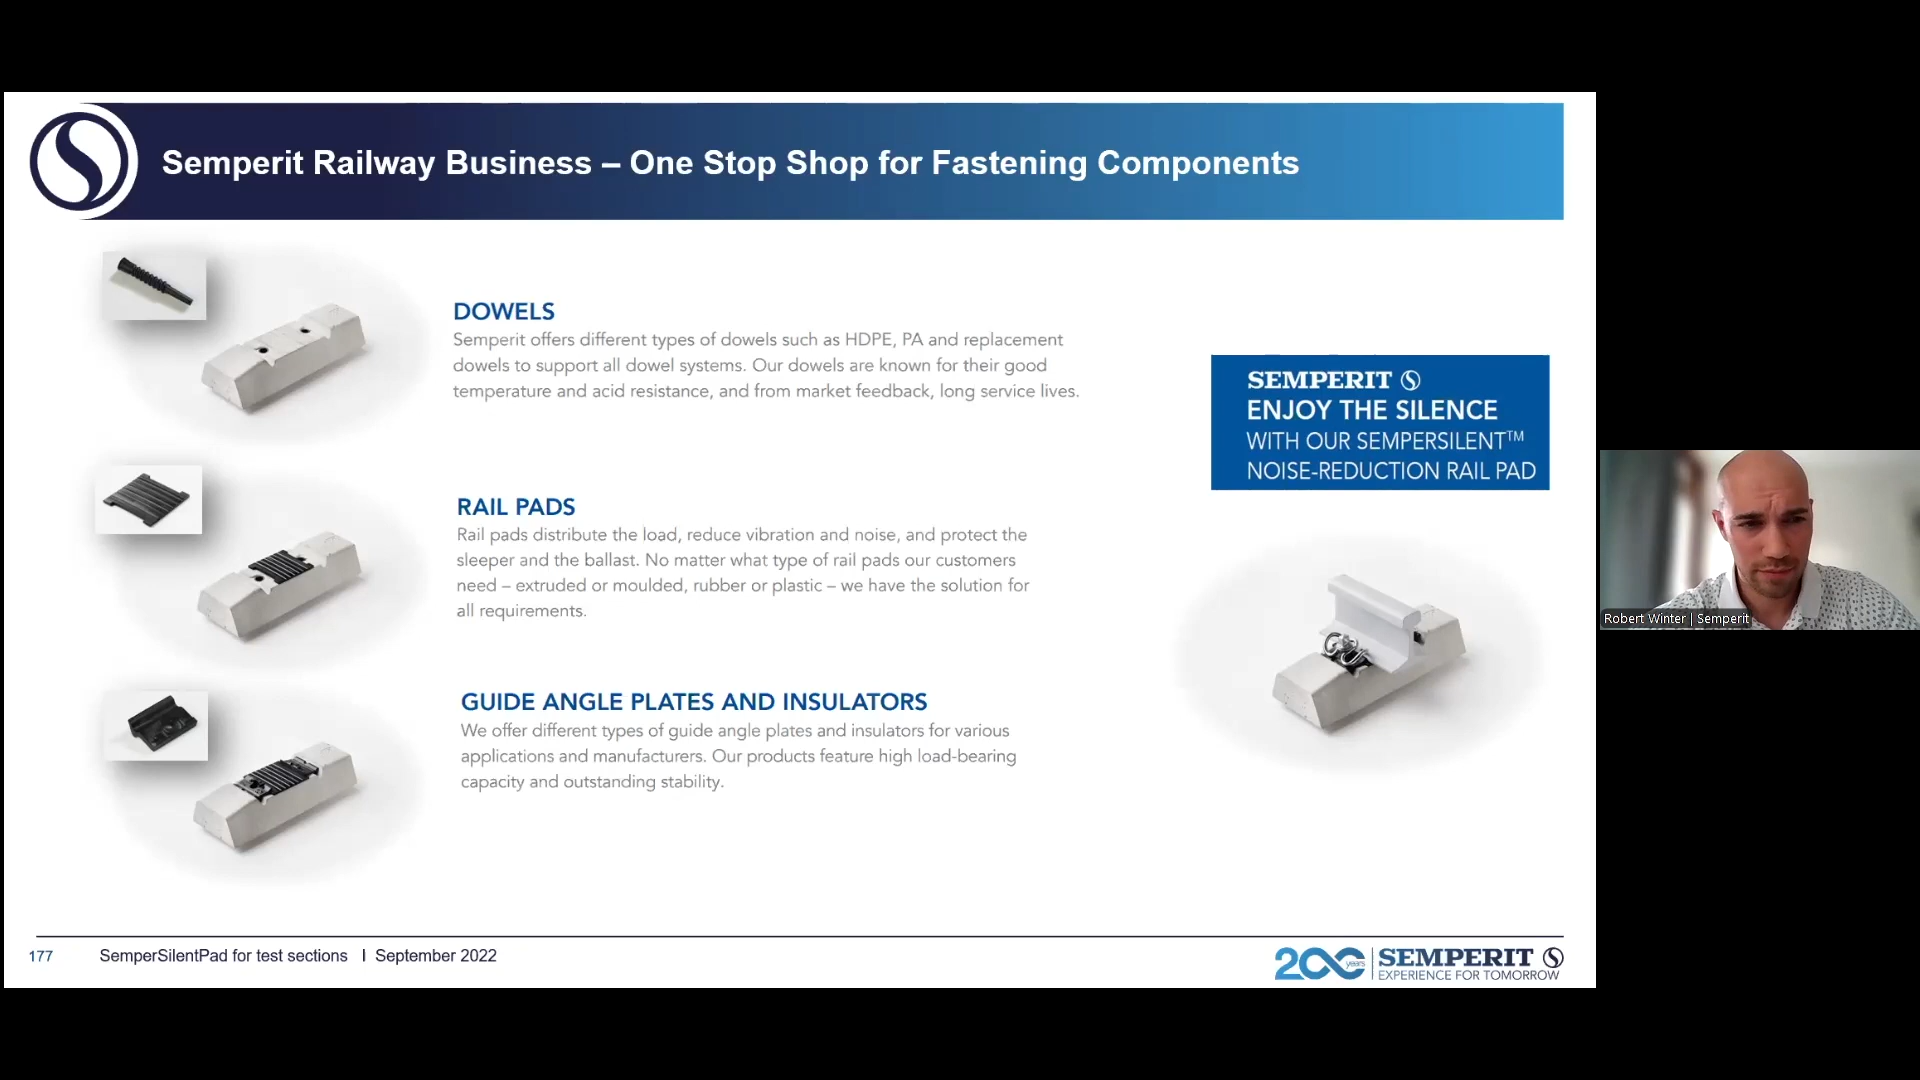 Semperit Railway Business – One Stop Shop for Fastening Components
DOWELS
Semperit offers different types of dowels such as HDPE, PA and replacement
dowels to support all dowel systems. Our dowels are known for their good
temperature and acid resistance, and from market feedback, long service lives.
RAIL PADS
Rail pads distribute the load, reduce vibration and noise, and protect the
sleeper and the ballast. No matter what type of rail pads our customers
need – extruded or moulded, rubber or plastic – we have the solution for
all requirements.
GUIDE ANGLE PLATES AND INSULATORS
We offer different types of guide angle plates and insulators for various
applications and manufacturers. Our products feature high load-bearing
capacity and outstanding stability.
SEMPERIT
ENJOY THE SILENCE
WITH OUR SEMPERSILENT™
NOISE-REDUCTION RAIL PAD
Robert Winter | Semperit
177
SemperSilentPad for test sections I September 2022
200 years
SEMPERIT
EXPERIENCE FOR TOMORROW